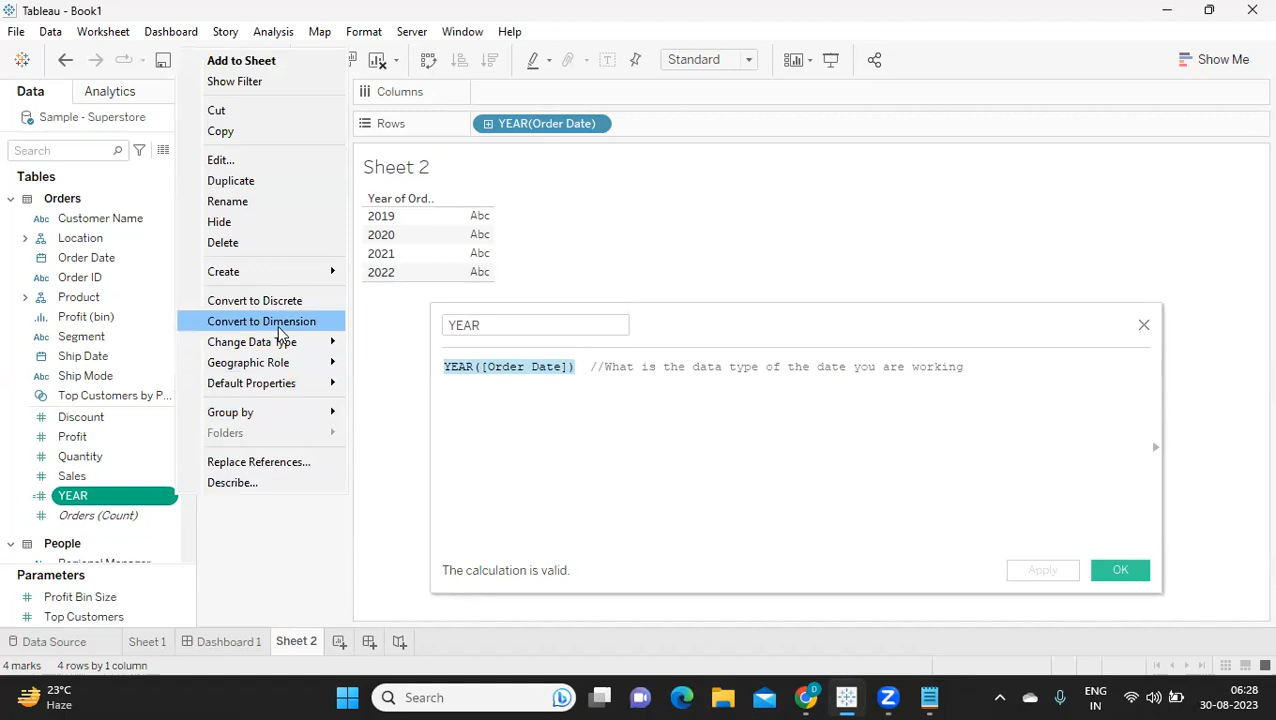 Tableau - Book1
File Data Worksheet Dashboard Story Analysis Map Format Server Window Help
Standard
Show Me
Data Analytics
Sample - Superstore
Search
Tables
Orders
Abc Customer Name
Location
Order Date
Abc Order ID
Product
Profit (bin)
Abc Segment
Ship Date
Abc Ship Mode
Top Customers by P...
Discount
Profit
Quantity
Sales
YEAR
Orders (Count)
People
Parameters
Profit Bin Size
Top Customers
Add to Sheet
Show Filter
Cut
Copy
Edit...
Duplicate
Rename
Hide
Delete
Create
Convert to Discrete
Convert to Dimension
Change Data Type
Geographic Role
Default Properties
Group by
Folders
Replace References...
Describe...
Columns
Rows
YEAR(Order Date)
Sheet 2
Year of Ord..
2019 Abc
2020 Abc
2021 Abc
2022 Abc
YEAR
YEAR([Order Date]) //What is the data type of the date you are working
The calculation is valid.
Apply OK
Data Source Sheet 1 Dashboard 1 Sheet 2
4 marks 4 rows by 1 column
23°C
Haze
Search
ENG
IN
06:28
30-08-2023